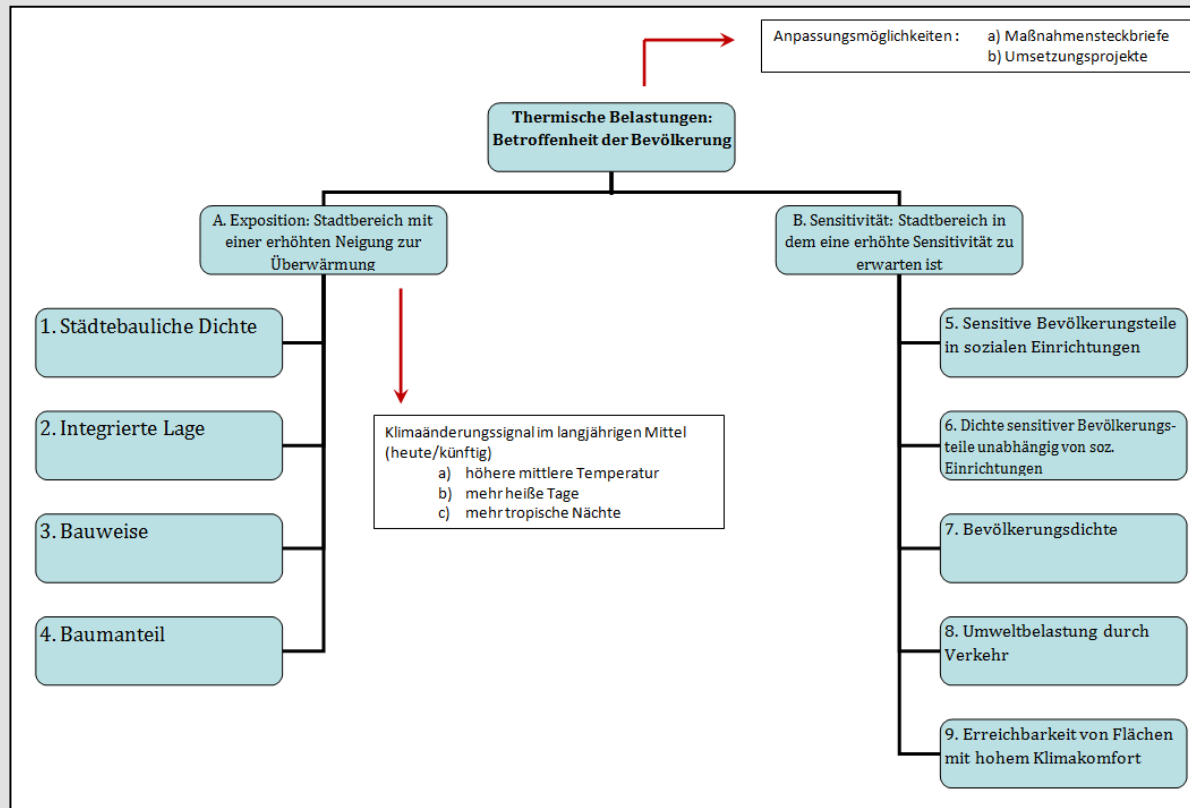 Anpassungsmöglichkeiten : a) Maßnahmensteckbriefe
b) Umsetzungsprojekte
Thermische Belastungen:
Betroffenheit der Bevölkerung
A. Exposition: Stadtbereich mit
einer erhöhten Neigung zur
Überwärmung
B. Sensitivität: Stadtbereich in
dem eine erhöhte Sensitivität zu
erwarten ist
1. Städtebauliche Dichte
2. Integrierte Lage
3. Bauweise
4. Baumanteil
Klimaänderungssignal im langjährigen Mittel
(heute/künftig)
a) höhere mittlere Temperatur
b) mehr heiße Tage
c) mehr tropische Nächte
5. Sensitive Bevölkerungsteile
in sozialen Einrichtungen
6. Dichte sensitiver Bevölkerungs-
teile unabhängig von soz.
Einrichtungen
7. Bevölkerungsdichte
8. Umweltbelastung durch
Verkehr
9. Erreichbarkeit von Flächen
mit hohem Klimakomfort